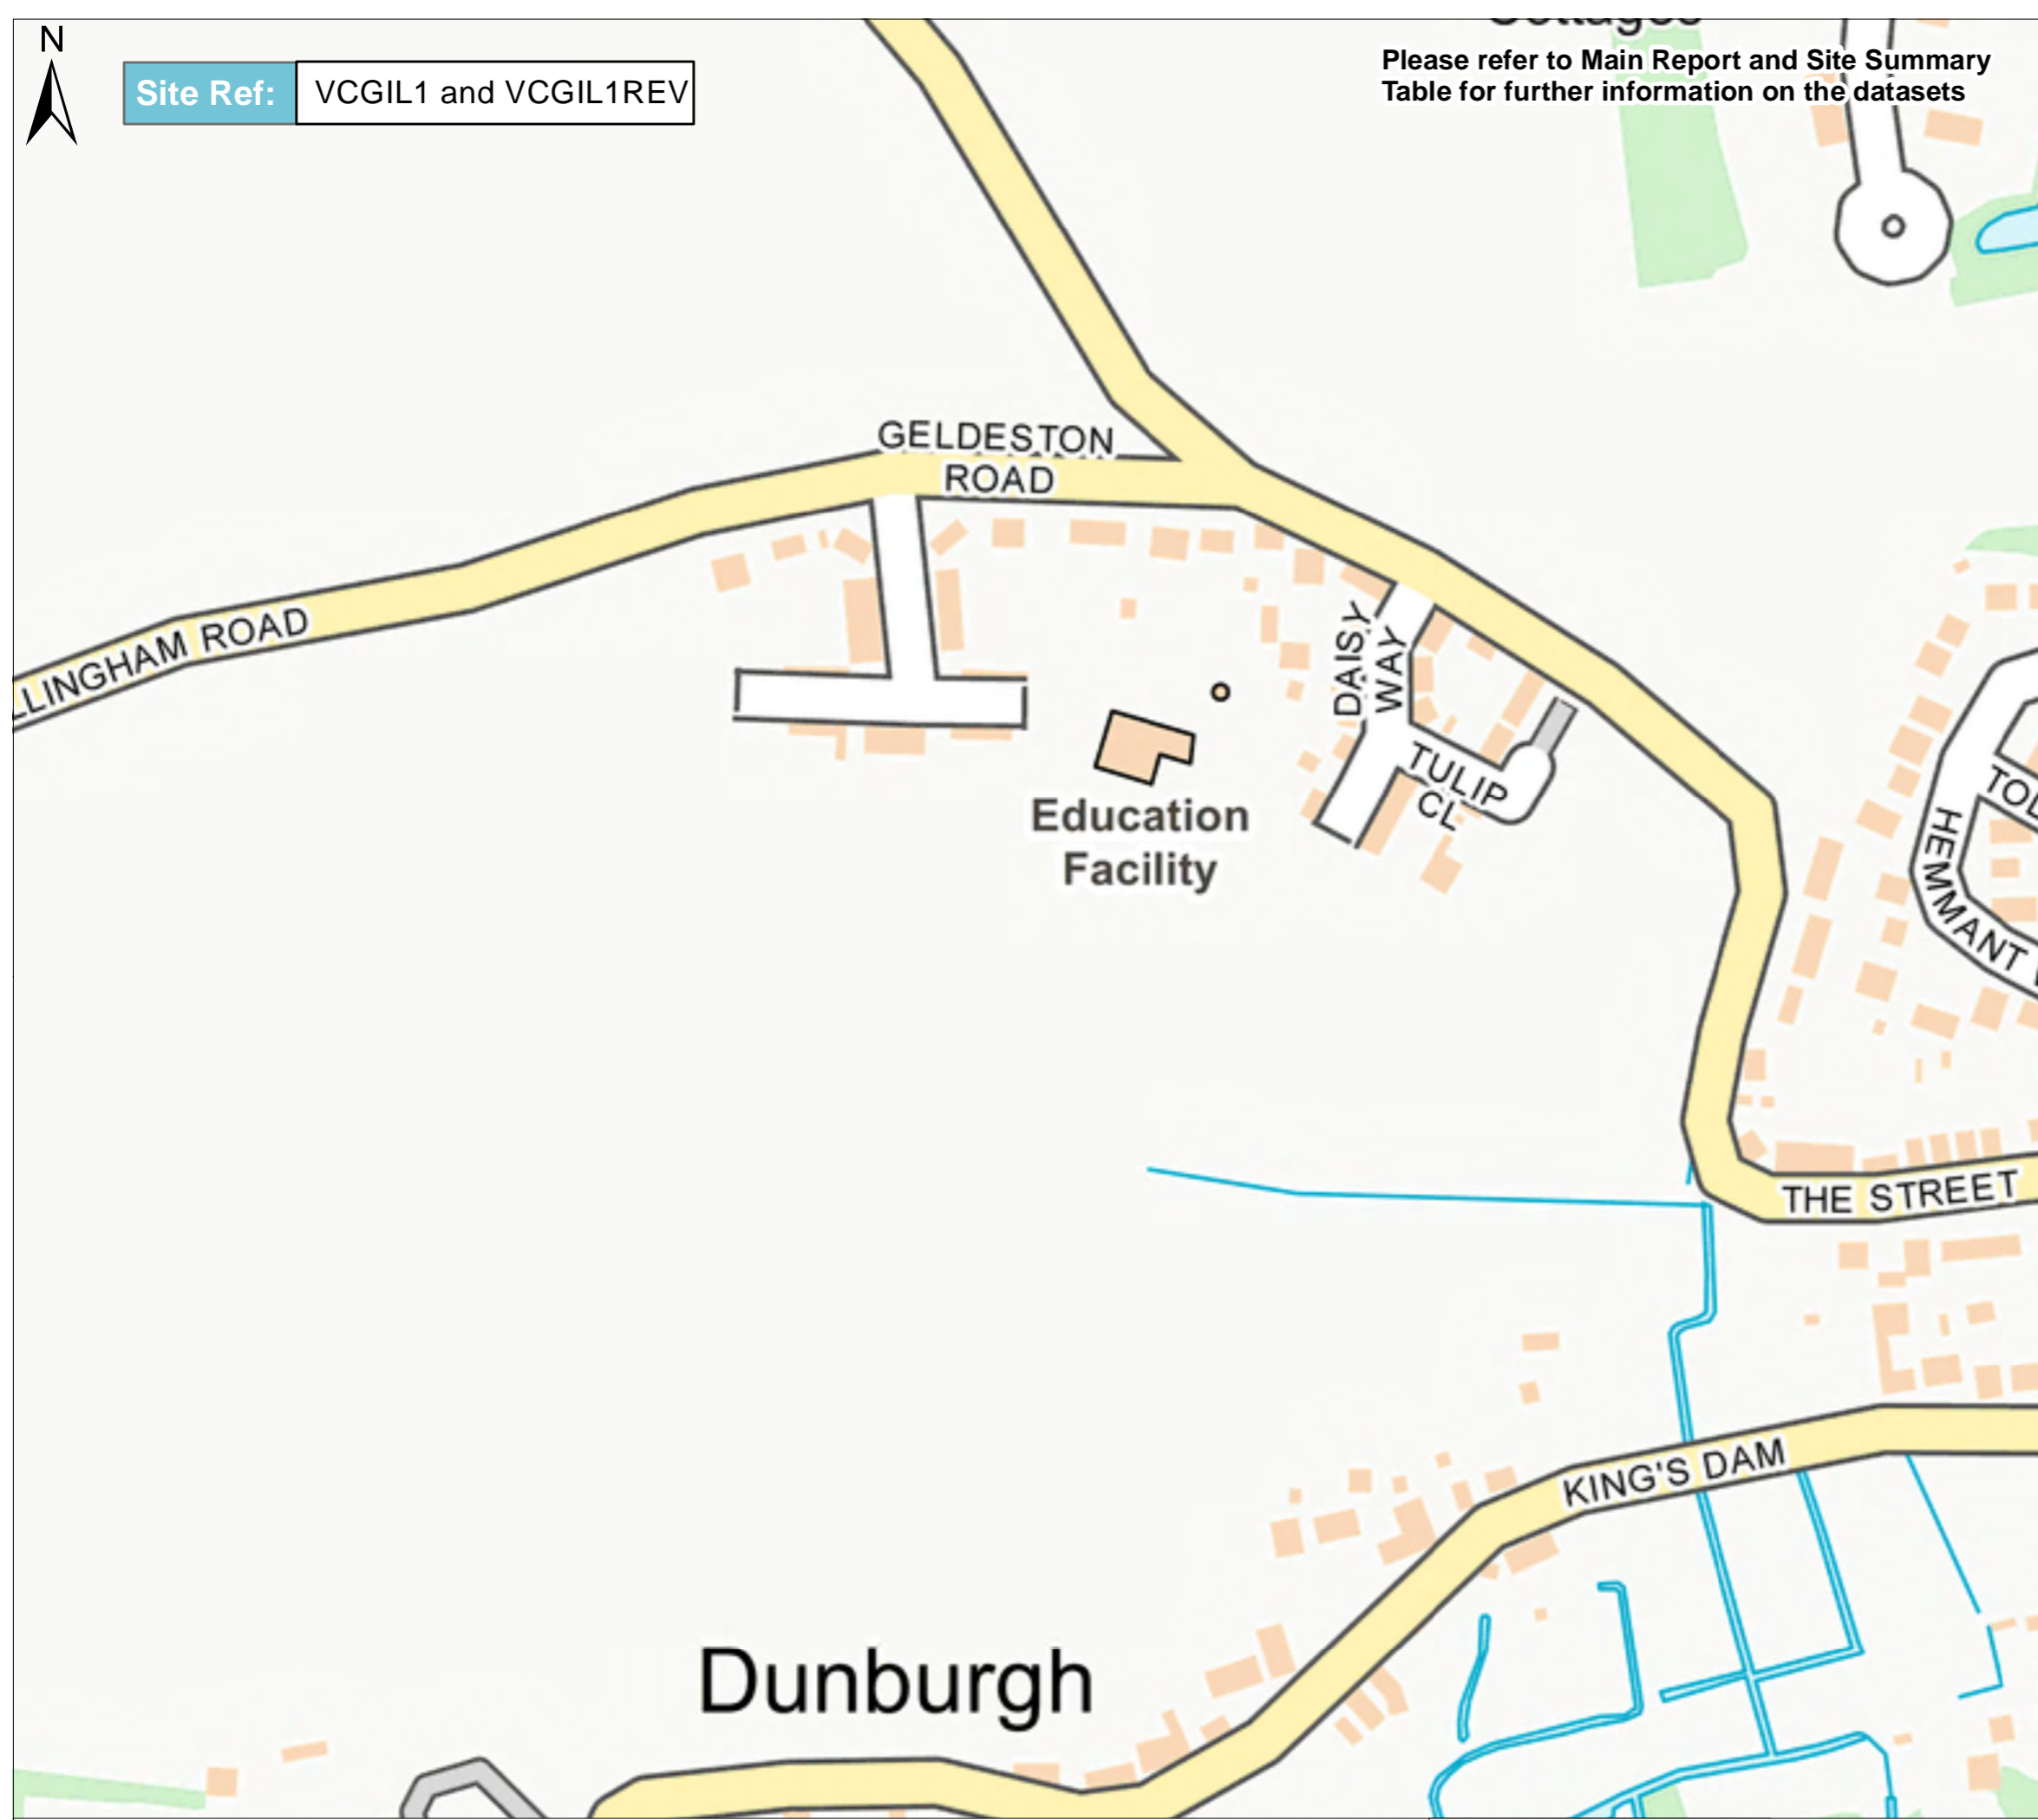 N
Site Ref: VCGIL1 and VCGIL1REV
Please refer to Main Report and Site Summary
Table for further information on the datasets
GELDESTON
ROAD
LLINGHAM ROAD
DAISY
WAY
TULIP
CL
Education
Facility
HEMMANT
THE STREET
KING'S DAM
Dunburgh